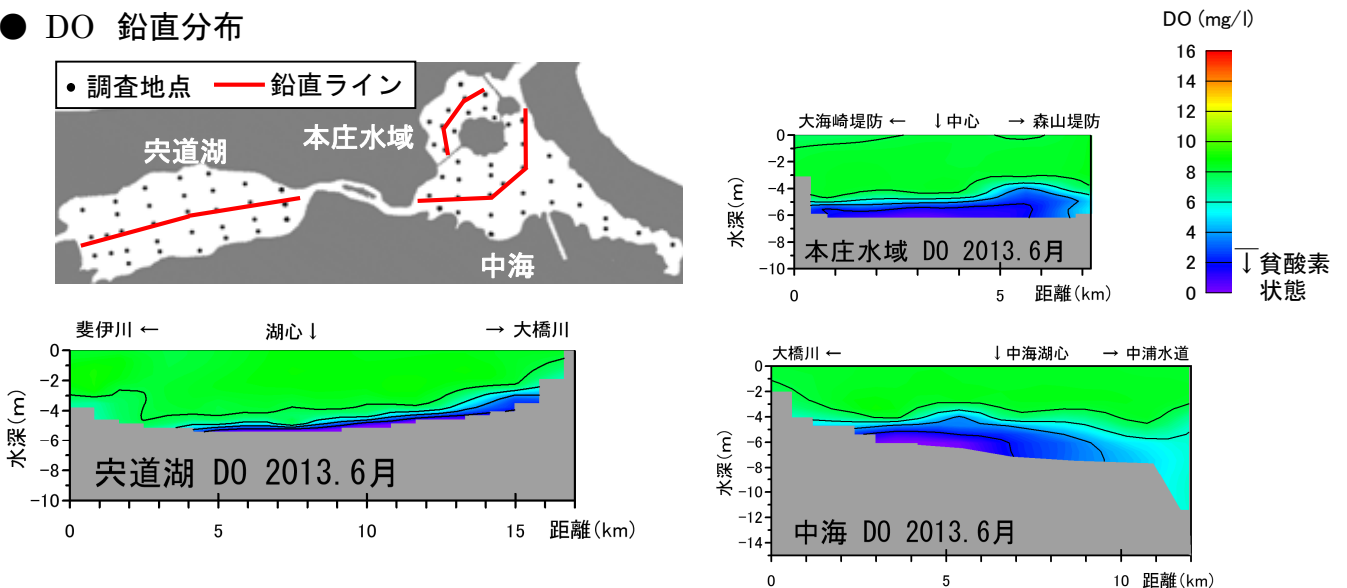 ● DO 鉛直分布
• 調査地点 鉛直ライン
宍道湖
本庄水域
中海
DO (mg/l)
16
14
12
10
8
6
4
2
0
↓貧酸素
状態
大海崎堤防 ← ↓中心 → 森山堤防
水深(m)
0
-2
-4
-6
-8
-10
本庄水域 DO 2013.6月
0 5 距離(km)
斐伊川 ← 湖心↓ → 大橋川
水深(m)
0
-2
-4
-6
-8
-10
宍道湖 DO 2013.6月
0 5 10 15 距離(km)
大橋川 ← ↓中海湖心 → 中浦水道
水深(m)
0
-2
-4
-6
-8
-10
-12
-14
中海 DO 2013.6月
0 5 10 距離(km)